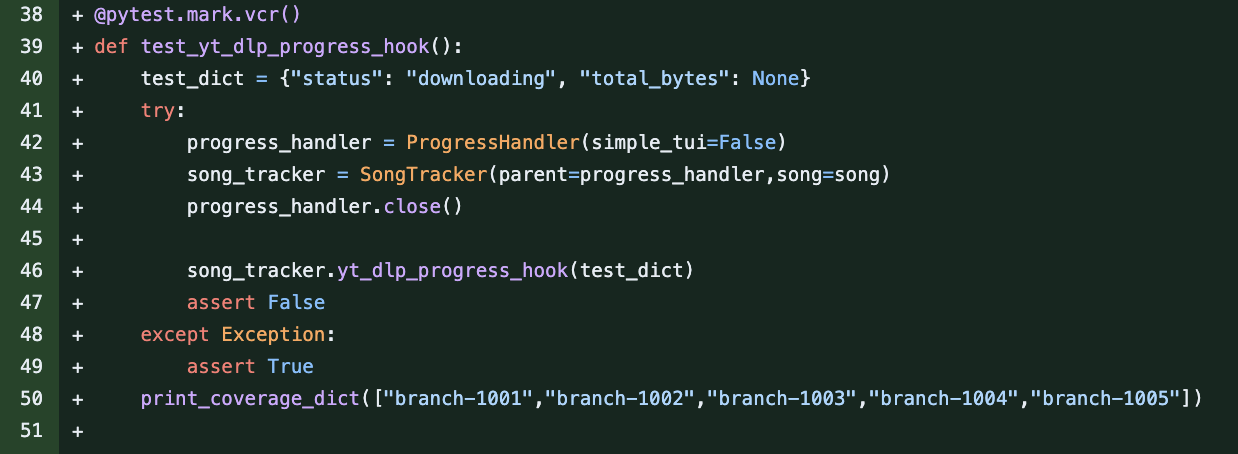 38 + @pytest.mark.vcr()
39 + def test_yt_dlp_progress_hook():
40 +     test_dict = {"status": "downloading", "total_bytes": None}
41 +     try:
42 +         progress_handler = ProgressHandler(simple_tui=False)
43 +         song_tracker = SongTracker(parent=progress_handler,song=song)
44 +         progress_handler.close()
45 +
46 +         song_tracker.yt_dlp_progress_hook(test_dict)
47 +         assert False
48 +     except Exception:
49 +         assert True
50 +     print_coverage_dict(["branch-1001","branch-1002","branch-1003","branch-1004","branch-1005"])
51 +